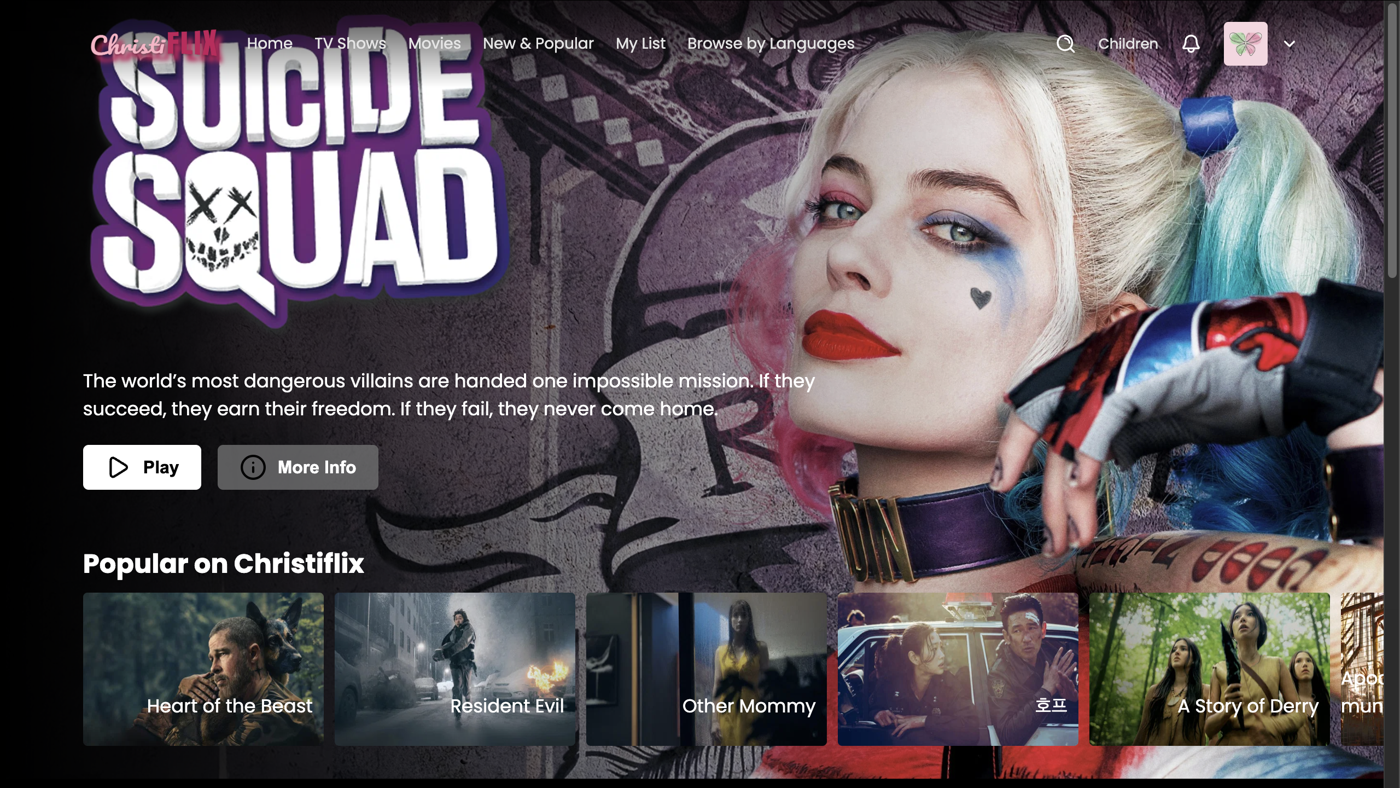 ChristiFLIX
Home
TV Shows
Movies
New & Popular
My List
Browse by Languages
Children
SUICIDE
SQUAD
The world’s most dangerous villains are handed one impossible mission. If they
succeed, they earn their freedom. If they fail, they never come home.
Play
More Info
Popular on Christiflix
Heart of the Beast
Resident Evil
Other Mommy
호프
A Story of Derry